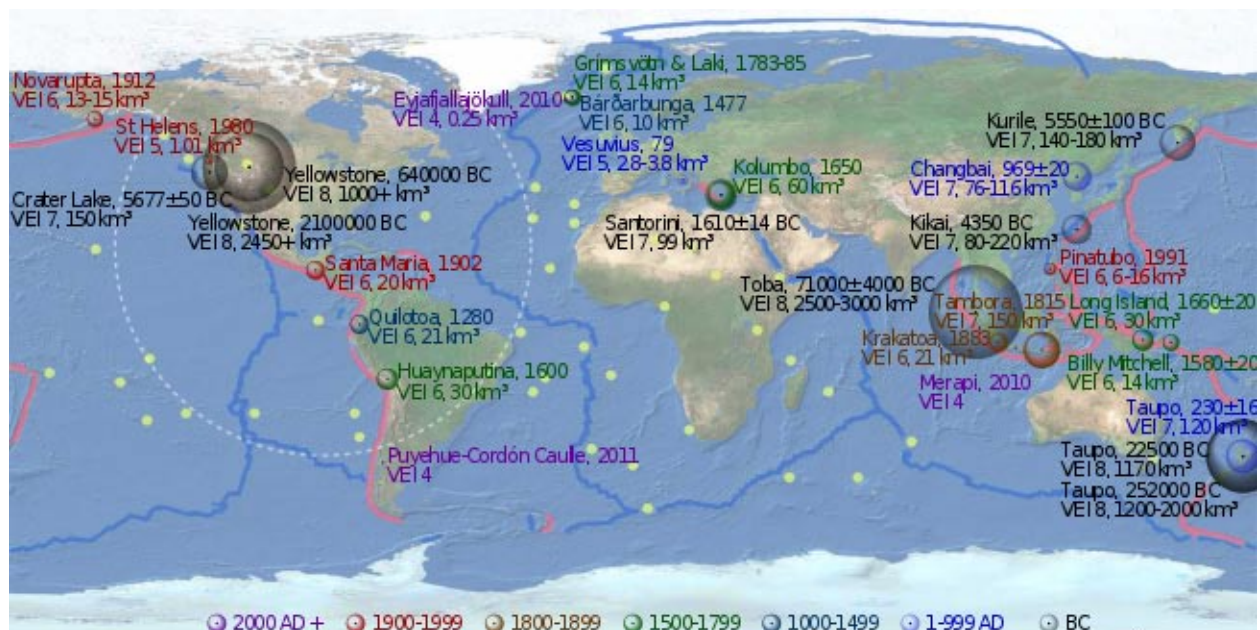 Grímsvötn & Laki, 1783-85
VEI 6, 14 km³
Novarupta, 1912
VEI 6, 13-15 km³
Eyjafjallajökull, 2010
VEI 4, 0.25 km³
Bárðarbunga, 1477
VEI 6, 10 km³
St Helens, 1980
VEI 5, 1.01 km³
Vesuvius, 79
VEI 5, 2.8-3.8 km³
Kurile, 5550±100 BC
VEI 7, 140-180 km³
Yellowstone, 640000 BC
VEI 8, 1000+ km³
Kolumbo, 1650
VEI 6, 60 km³
Changbai, 969±20
VEI 7, 76-116 km³
Crater Lake, 5677±50 BC
VEI 7, 150 km³
Yellowstone, 2100000 BC
VEI 8, 2450+ km³
Santorini, 1610±14 BC
VEI 7, 99 km³
Kikai, 4350 BC
VEI 7, 80-220 km³
Santa Maria, 1902
VEI 6, 20 km³
Pinatubo, 1991
VEI 6, 6-16 km³
Toba, 71000±4000 BC
VEI 8, 2500-3000 km³
Tambora, 1815
VEI 7, 150 km³
Long Island, 1660±20
VEI 6, 30 km³
Quilotoa, 1280
VEI 6, 21 km³
Krakatoa, 1883
VEI 6, 21 km³
Huaynaputina, 1600
VEI 6, 30 km³
Billy Mitchell, 1580±20
VEI 6, 14 km³
Merapi, 2010
VEI 4
Taupo, 230±16
VEI 7, 120 km³
Puyehue-Cordón Caulle, 2011
VEI 4
Taupo, 22500 BC
VEI 8, 1170 km³
Taupo, 252000 BC
VEI 8, 1200-2000 km³
2000 AD + 1900-1999 1800-1899 1500-1799 1000-1499 1-999 AD BC